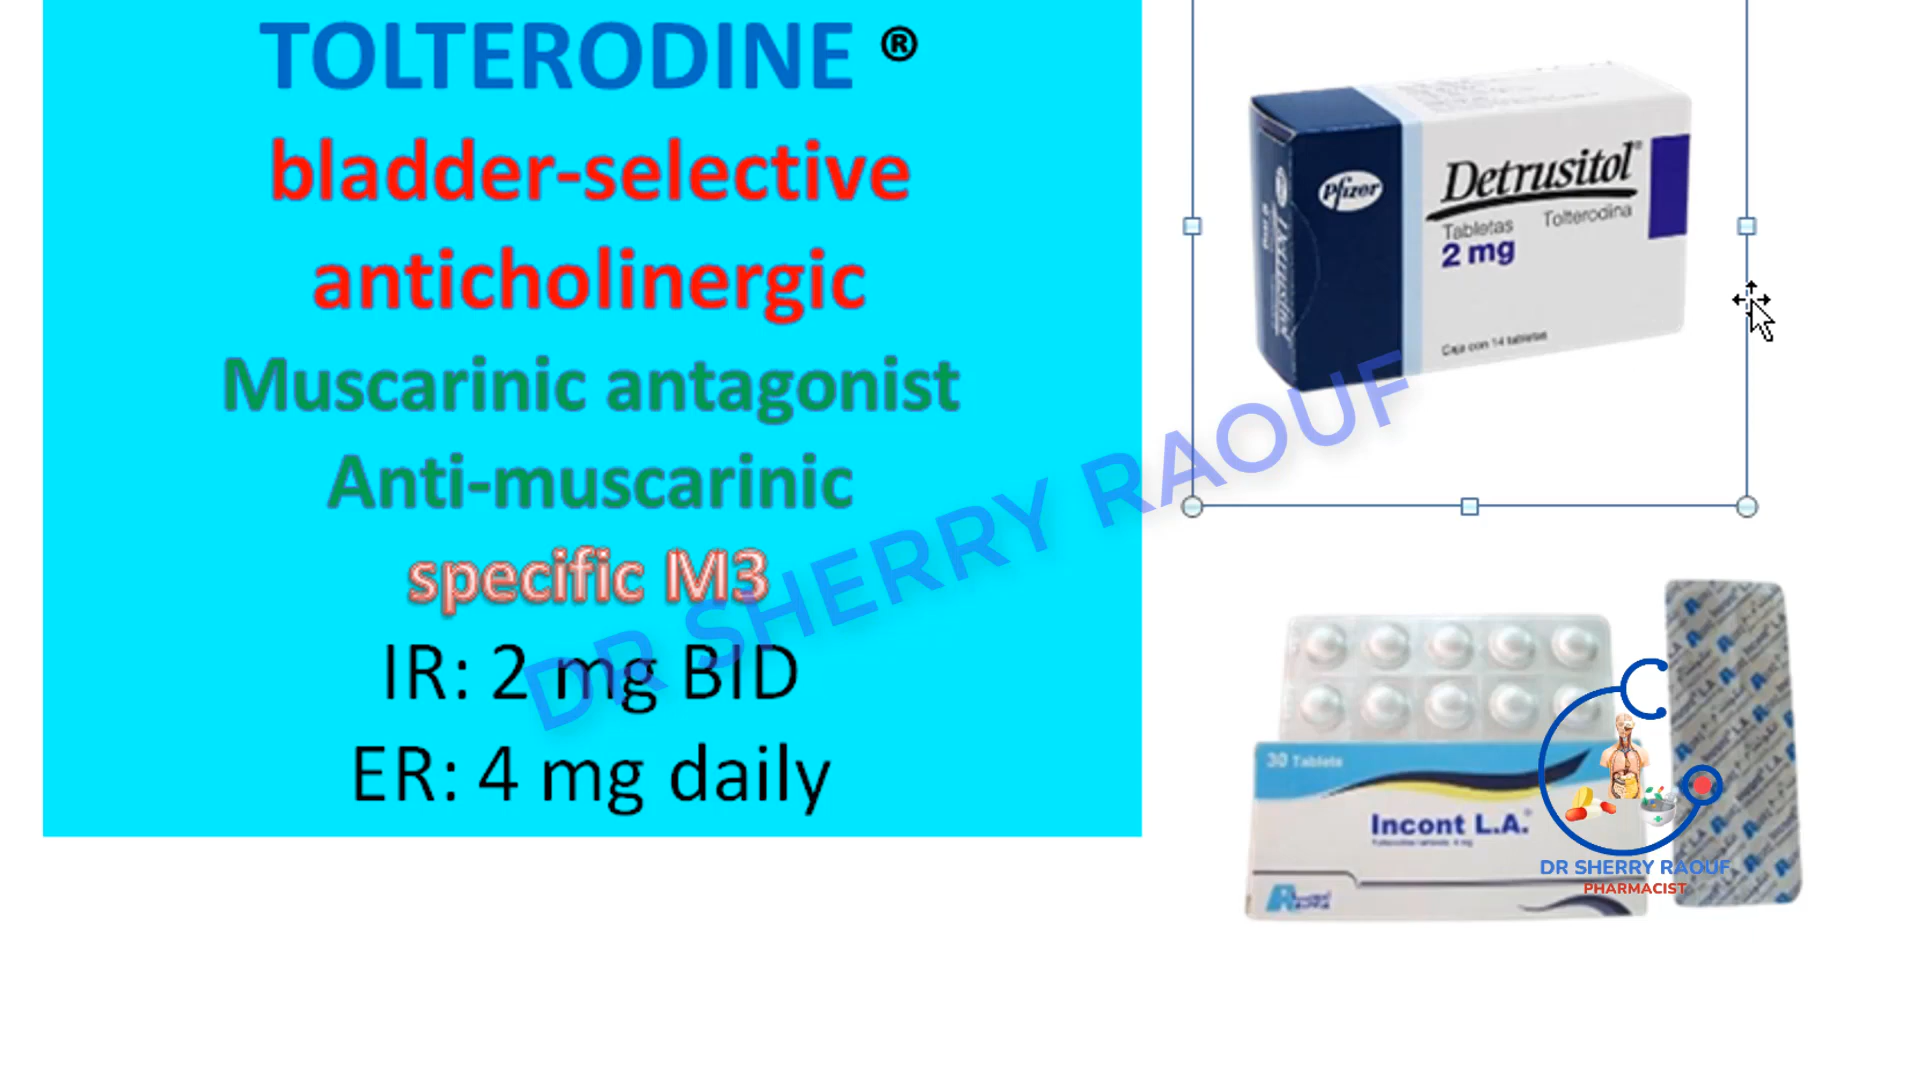 TOLTERODINE ®
bladder-selective
anticholinergic
Muscarinic antagonist
Anti-muscarinic
specific M3
IR: 2 mg BID
ER: 4 mg daily
Pfizer
Detrusitol®
Tabletas Tolterodina
2 mg
Caja con 14 tabletas
DR SHERRY RAOUF
30 Tablets
Incont L.A.®
DR SHERRY RAOUF
PHARMACIST